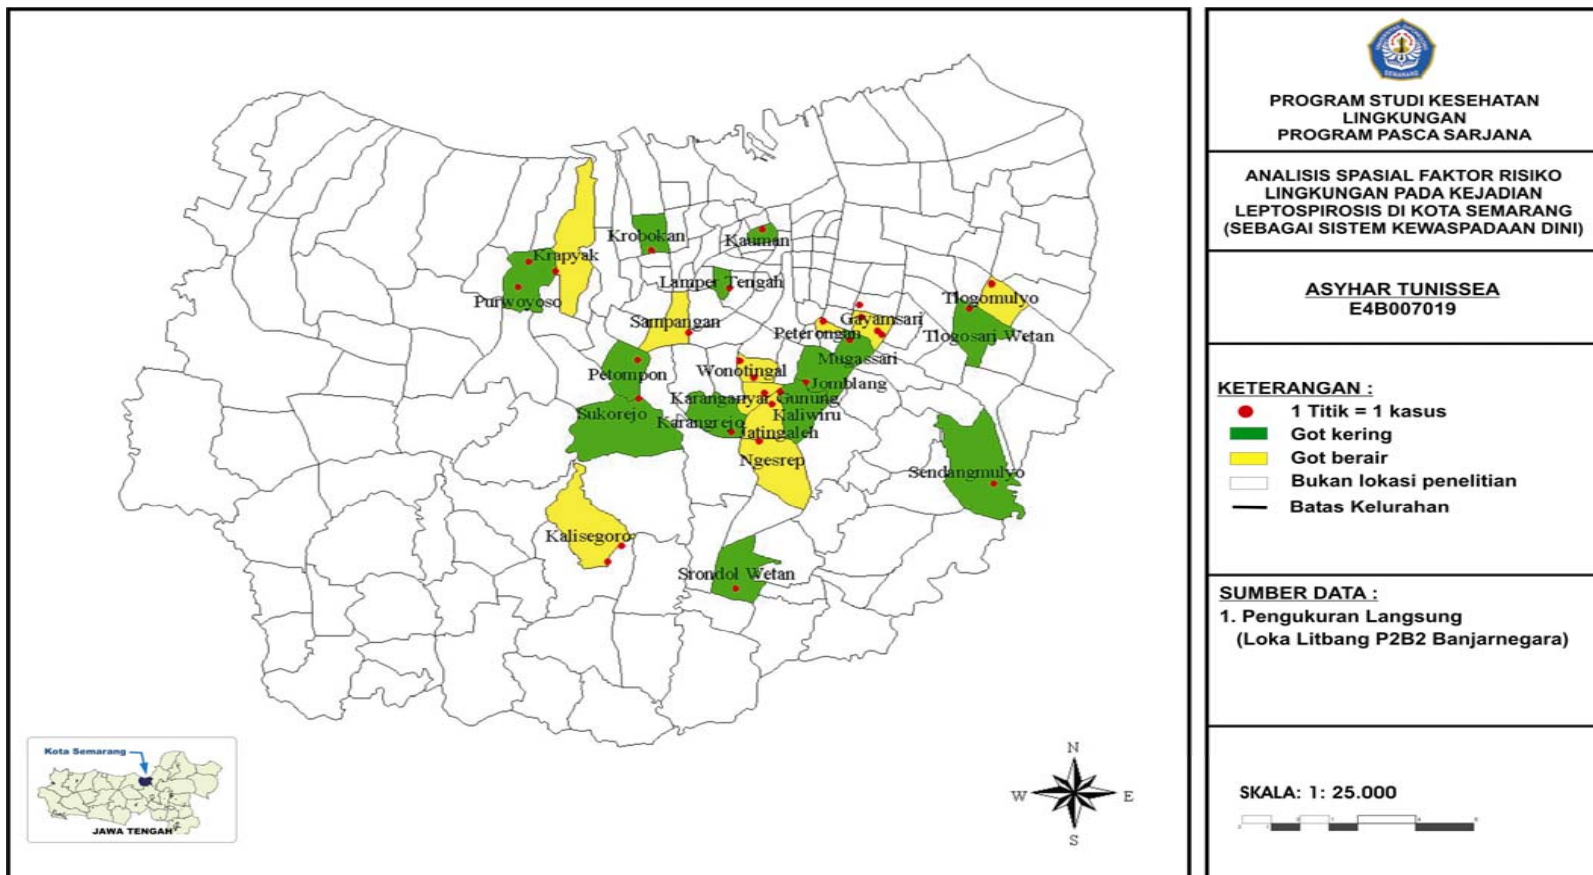 Krobokan
Kauman
Krapyak
Lamper Tengah
Purwoyoso
Tlogomulyo
Sampangan
Gayamsari
Peterongan
Tlogosari Wetan
Mugassari
Petompon
Wonotingal
Jomblang
Karanganyar Gunung
Sukorejo
Kaliwiru
Karangrejo
Jatingaleh
Ngesrep
Sendangmulyo
Kalisegoro
Srondol Wetan
Kota Semarang
JAWA TENGAH
N
W
E
S
PROGRAM STUDI KESEHATAN
LINGKUNGAN
PROGRAM PASCA SARJANA
ANALISIS SPASIAL FAKTOR RISIKO
LINGKUNGAN PADA KEJADIAN
LEPTOSPIROSIS DI KOTA SEMARANG
(SEBAGAI SISTEM KEWASPADAAN DINI)
ASYHAR TUNISSEA
E4B007019
KETERANGAN :
1 Titik = 1 kasus
Got kering
Got berair
Bukan lokasi penelitian
Batas Kelurahan
SUMBER DATA :
1. Pengukuran Langsung
(Loka Litbang P2B2 Banjarnegara)
SKALA: 1: 25.000